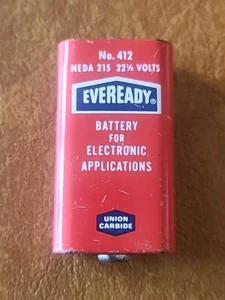 No. 412
NEDA 215 22½ VOLTS
EVEREADY®
BATTERY
FOR
ELECTRONIC
APPLICATIONS
UNION
CARBIDE